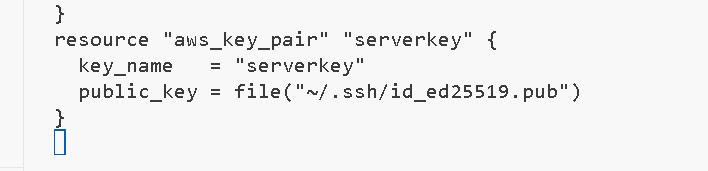 }
resource "aws_key_pair" "serverkey" {
  key_name   = "serverkey"
  public_key = file("~/.ssh/id_ed25519.pub")
}